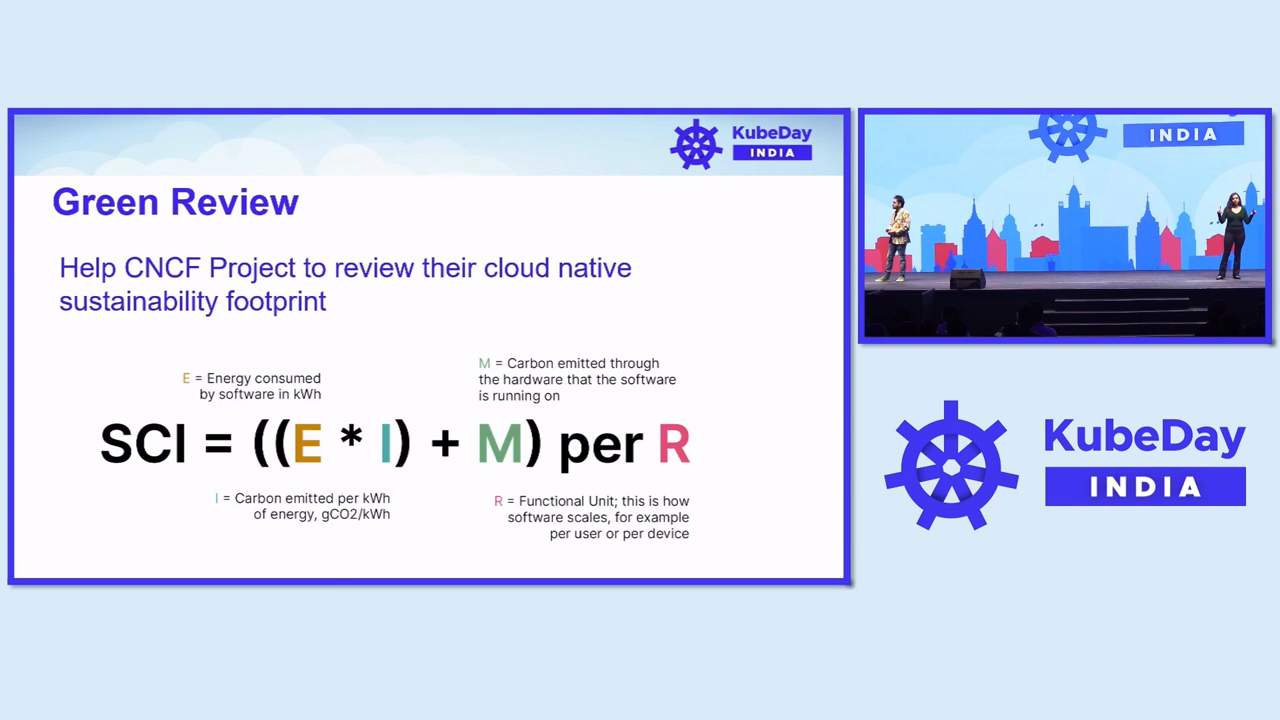 KubeDay
INDIA
Green Review
Help CNCF Project to review their cloud native
sustainability footprint
E = Energy consumed
by software in kWh
M = Carbon emitted through
the hardware that the software
is running on
SCI = ((E * I) + M) per R
I = Carbon emitted per kWh
of energy, gCO2/kWh
R = Functional Unit; this is how
software scales, for example
per user or per device
INDIA
KubeDay
INDIA